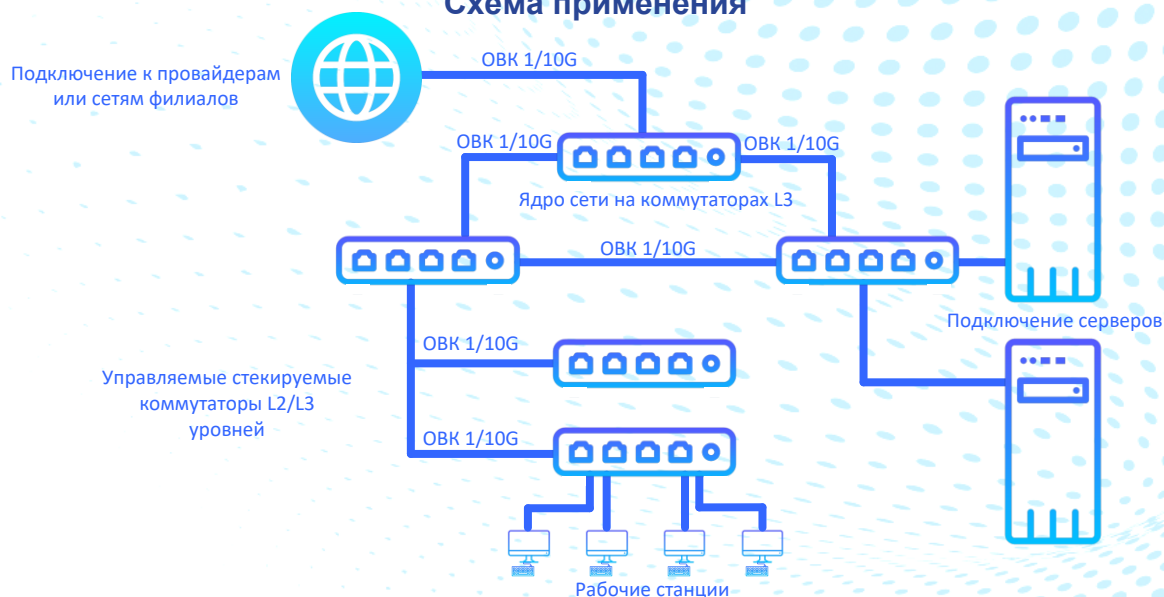 Схема применения
ОВК 1/10G
Подключение к провайдерам
или сетям филиалов
ОВК 1/10G
ОВК 1/10G
Ядро сети на коммутаторах L3
ОВК 1/10G
Подключение серверов
ОВК 1/10G
Управляемые стекируемые
коммутаторы L2/L3
уровней
ОВК 1/10G
Рабочие станции